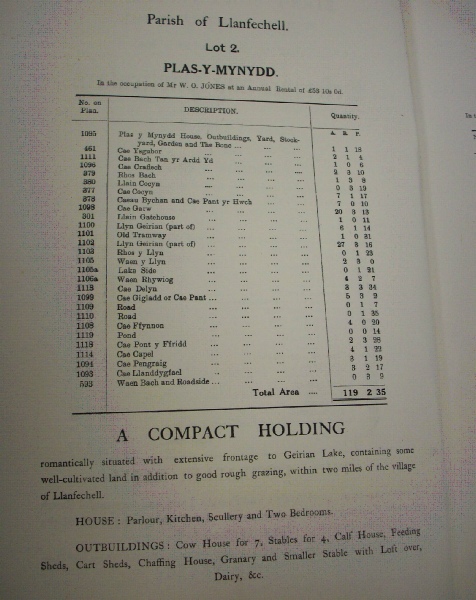 Parish of Llanfechell.
Lot 2.
PLAS-Y-MYNYDD.
In the occupation of Mr W. O. JONES at an Annual Rental of £53 10s 0d.
No. on Plan. DESCRIPTION. Quantity.
A. R. P.
1095 Plas y Mynydd House, Outbuildings, Yard, Stock-
yard, Garden and The Bone ... ... ... 1 1 18
461 Cae Ysgubor ... ... ... 2 1 4
1111 Cae Bach Tan yr Ardd Yd ... ... ... 1 0 6
1096 Cae Crafiach ... ... ... 2 3 10
379 Rhos Bach ... ... ... 1 3 8
380 Llain Cocyn ... ... ... 0 3 19
377 Cae Cocyn ... ... ... 7 1 17
378 Caeau Bychan and Cae Pant yr Hwch ... ... ... 7 0 10
1098 Cae Garw ... ... ... 20 3 13
301 Llain Gatehouse ... ... ... 1 0 11
1100 Llyn Geirian (part of) ... ... ... 6 1 14
1101 Old Tramway ... ... ... 1 0 31
1102 Llyn Geirian (part of) ... ... ... 27 3 16
1103 Rhos y Llyn ... ... ... 0 1 23
1105 Waen y Llyn ... ... ... 2 3 0
1105a Lake Side ... ... ... 0 1 21
1106a Waen Rhywiog ... ... ... 4 2 7
1113 Cae Delyn ... ... ... 3 3 34
1099 Cae Gigladd or Cae Pant ... ... ... 5 3 9
1109 Road ... ... ... 0 1 7
1110 Road ... ... ... 0 1 35
1108 Cae Ffynnon ... ... ... 4 0 20
1119 Pond ... ... ... 0 0 14
1118 Cae Pont y Ffridd ... ... ... 2 3 28
1114 Cae Capel ... ... ... 4 1 22
1094 Cae Pengraig ... ... ... 3 1 19
1093 Cae Llanddygfael ... ... ... 3 2 17
593 Waen Bach and Roadside ... ... ... 0 3 9
Total Area .... 119 2 35
A COMPACT HOLDING
romantically situated with extensive frontage to Geirian Lake, containing some
well-cultivated land in addition to good rough grazing, within two miles of the village
of Llanfechell.
HOUSE: Parlour, Kitchen, Scullery and Two Bedrooms.
OUTBUILDINGS: Cow House for 7, Stables for 4, Calf House, Feeding
Sheds, Cart Sheds, Chaffing House, Granary and Smaller Stable with Loft over,
Dairy, &c.